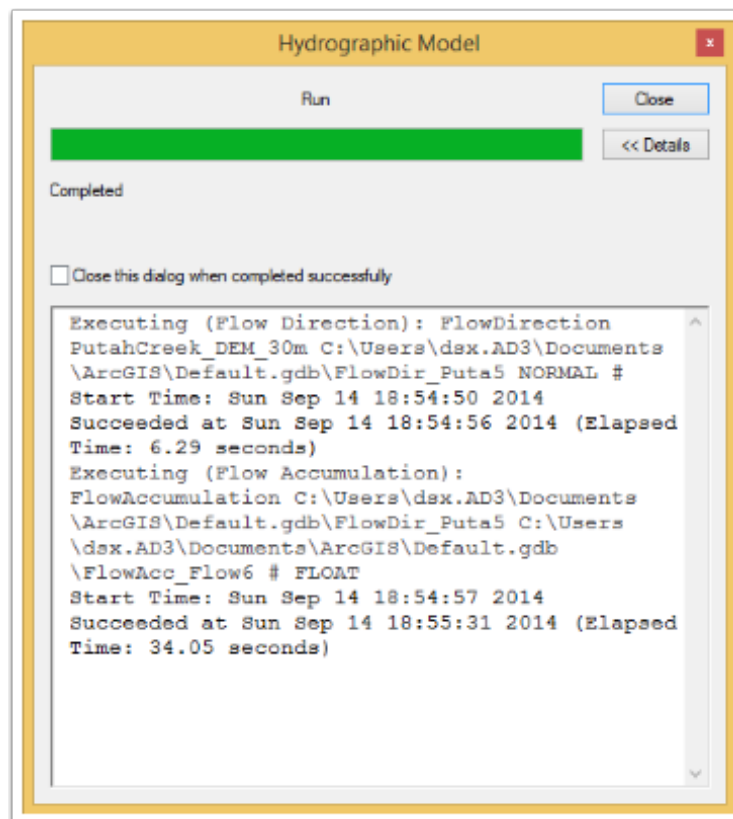 Hydrographic Model
x
Run
Close
<< Details
Completed
Close this dialog when completed successfully
Executing (Flow Direction): FlowDirection
PutahCreek_DEM_30m C:\Users\dsx.AD3\Documents
\ArcGIS\Default.gdb\FlowDir_Puta5 NORMAL #
Start Time: Sun Sep 14 18:54:50 2014
Succeeded at Sun Sep 14 18:54:56 2014 (Elapsed
Time: 6.29 seconds)
Executing (Flow Accumulation):
FlowAccumulation C:\Users\dsx.AD3\Documents
\ArcGIS\Default.gdb\FlowDir_Puta5 C:\Users
\dsx.AD3\Documents\ArcGIS\Default.gdb
\FlowAcc_Flow6 # FLOAT
Start Time: Sun Sep 14 18:54:57 2014
Succeeded at Sun Sep 14 18:55:31 2014 (Elapsed
Time: 34.05 seconds)